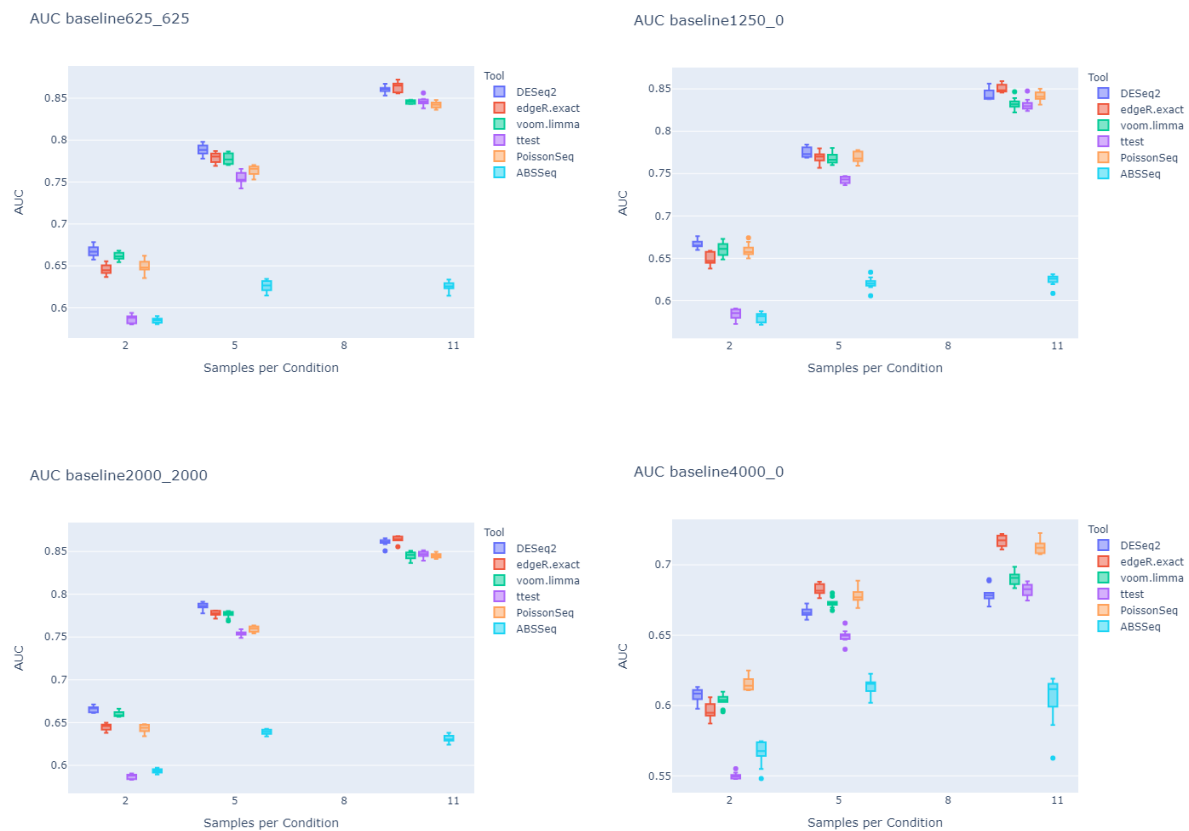 AUC baseline625_625
AUC
0.85
0.8
0.75
0.7
0.65
0.6
2
5
8
11
Samples per Condition
Tool
DESeq2
edgeR.exact
voom.limma
ttest
PoissonSeq
ABSSeq
AUC baseline1250_0
AUC
0.85
0.8
0.75
0.7
0.65
0.6
2
5
8
11
Samples per Condition
Tool
DESeq2
edgeR.exact
voom.limma
ttest
PoissonSeq
ABSSeq
AUC baseline2000_2000
AUC
0.85
0.8
0.75
0.7
0.65
0.6
2
5
8
11
Samples per Condition
Tool
DESeq2
edgeR.exact
voom.limma
ttest
PoissonSeq
ABSSeq
AUC baseline4000_0
AUC
0.7
0.65
0.6
0.55
2
5
8
11
Samples per Condition
Tool
DESeq2
edgeR.exact
voom.limma
ttest
PoissonSeq
ABSSeq